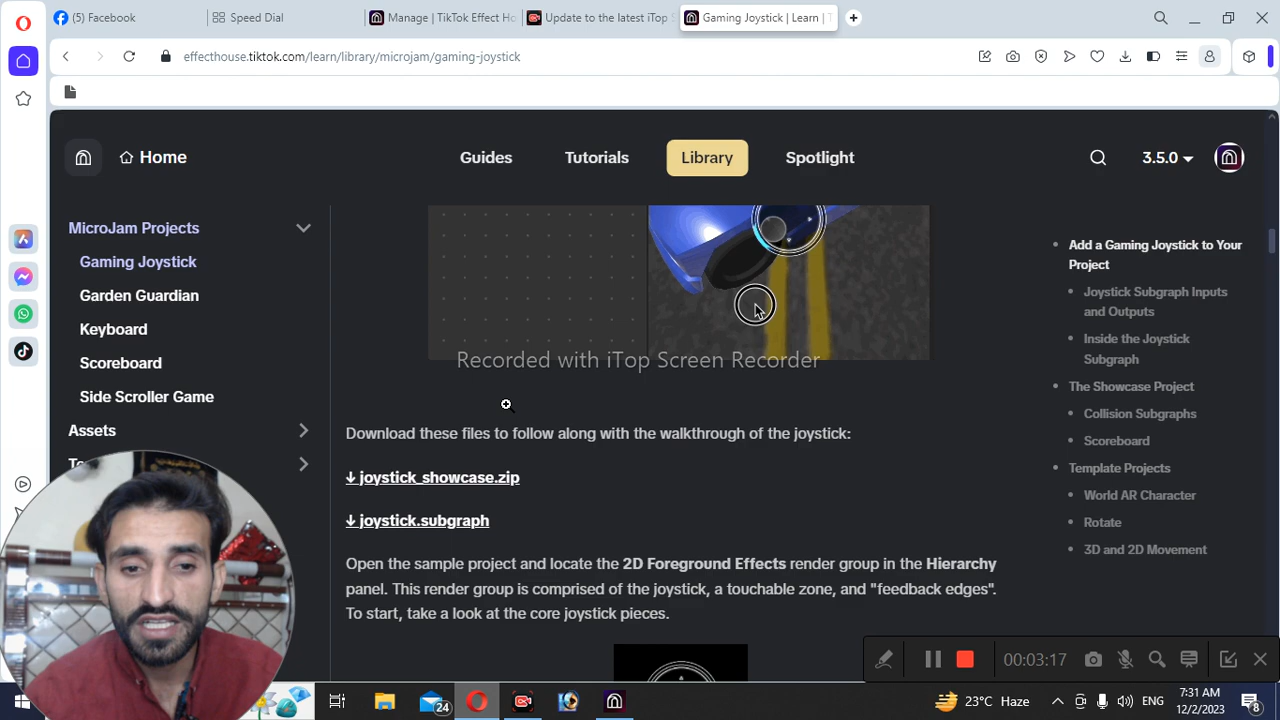 Facebook
Speed Dial
Manage | TikTok Effect Ho
Update to the latest iTop S
Gaming Joystick | Learn | T
effecthouse.tiktok.com/learn/library/microjam/gaming-joystick
Home
Guides
Tutorials
Library
Spotlight
3.5.0
MicroJam Projects
Gaming Joystick
Garden Guardian
Keyboard
Scoreboard
Side Scroller Game
Assets
Recorded with iTop Screen Recorder
Download these files to follow along with the walkthrough of the joystick:
joystick_showcase.zip
joystick.subgraph
Open the sample project and locate the 2D Foreground Effects render group in the Hierarchy
panel. This render group is comprised of the joystick, a touchable zone, and "feedback edges".
To start, take a look at the core joystick pieces.
Add a Gaming Joystick to Your
Project
Joystick Subgraph Inputs
and Outputs
Inside the Joystick
Subgraph
The Showcase Project
Collision Subgraphs
Scoreboard
Template Projects
World AR Character
Rotate
3D and 2D Movement
00:03:17
24
23°C Haze
ENG
7:31 AM
12/2/2023
8